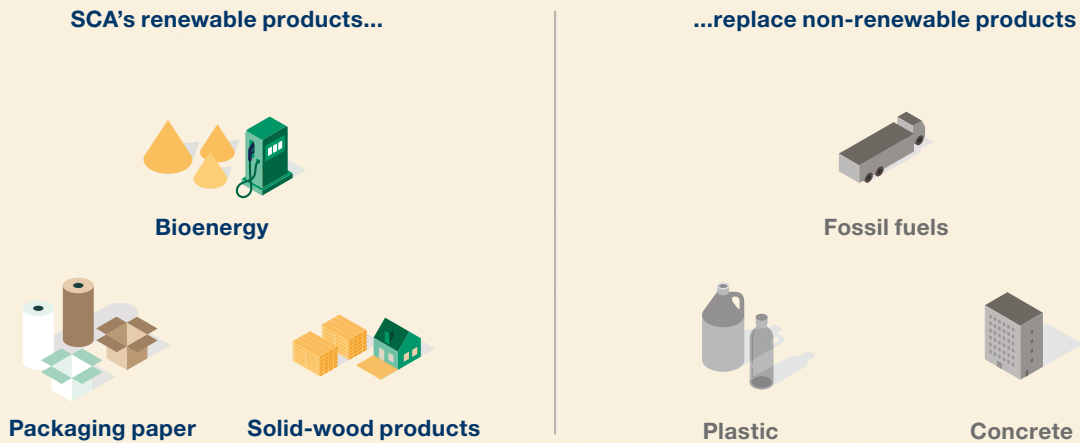 SCA’s renewable products...
...replace non-renewable products
Bioenergy
Fossil fuels
Packaging paper
Solid-wood products
Plastic
Concrete